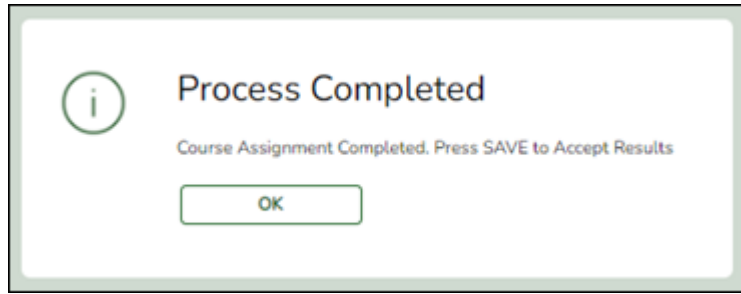 Process Completed
Course Assignment Completed. Press SAVE to Accept Results
OK